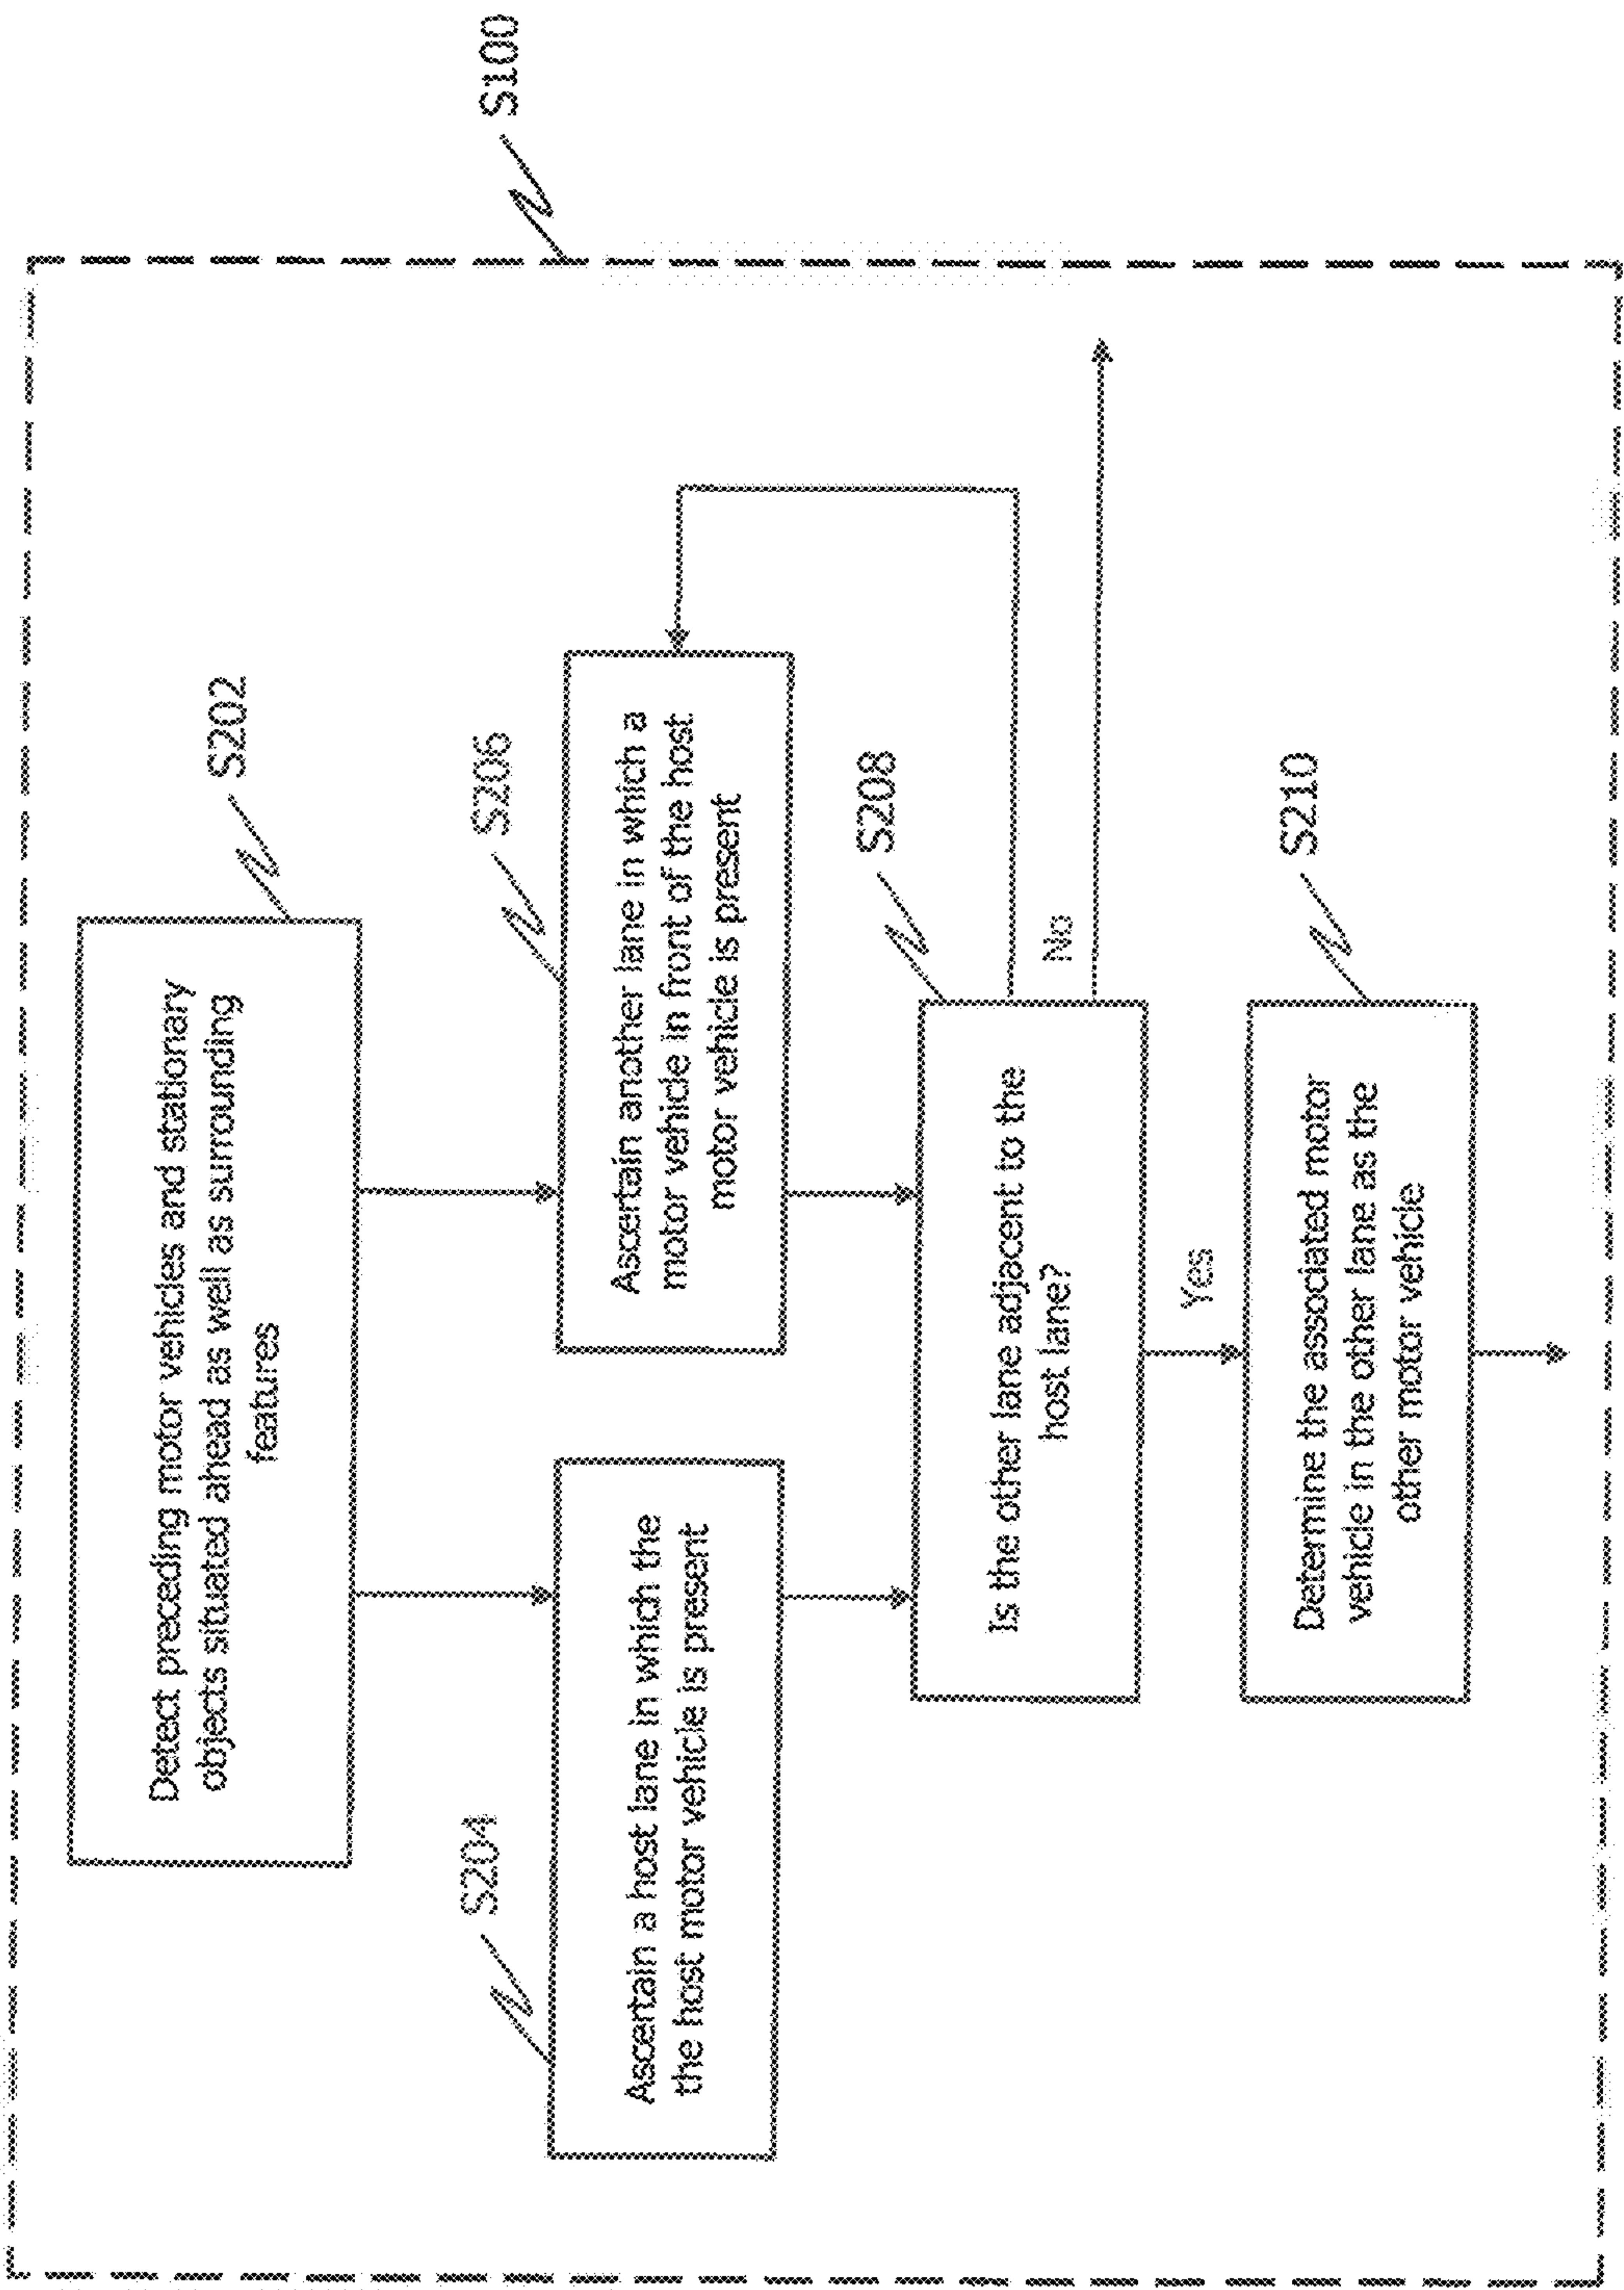 S100
S202
Detect preceding motor vehicles and stationary
objects situated ahead as well as surrounding
features
S204
Ascertain a host lane in which the
the host motor vehicle is present
S206
Ascertain another lane in which a
motor vehicle in front of the host
motor vehicle is present
S208
Is the other lane adjacent to the
host lane?
No
Yes
S210
Determine the associated motor
vehicle in the other lane as the
other motor vehicle